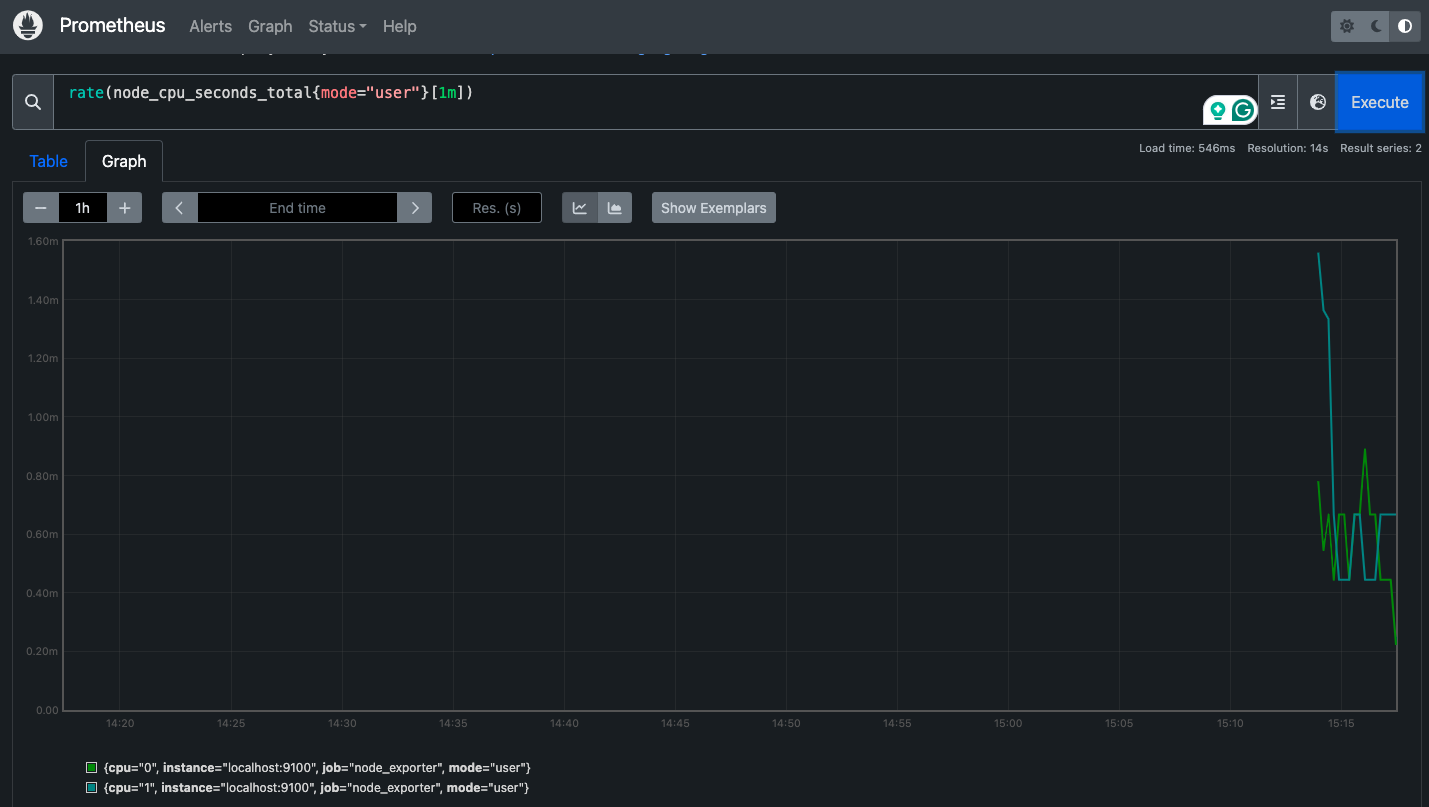 Prometheus Alerts Graph Status Help
rate(node_cpu_seconds_total{mode="user"}[1m])
Execute
Load time: 546ms Resolution: 14s Result series: 2
Table Graph
1h End time Res. (s) Show Exemplars
1.60m
1.40m
1.20m
1.00m
0.80m
0.60m
0.40m
0.20m
0.00
14:20 14:25 14:30 14:35 14:40 14:45 14:50 14:55 15:00 15:05 15:10 15:15
{cpu="0", instance="localhost:9100", job="node_exporter", mode="user"}
{cpu="1", instance="localhost:9100", job="node_exporter", mode="user"}